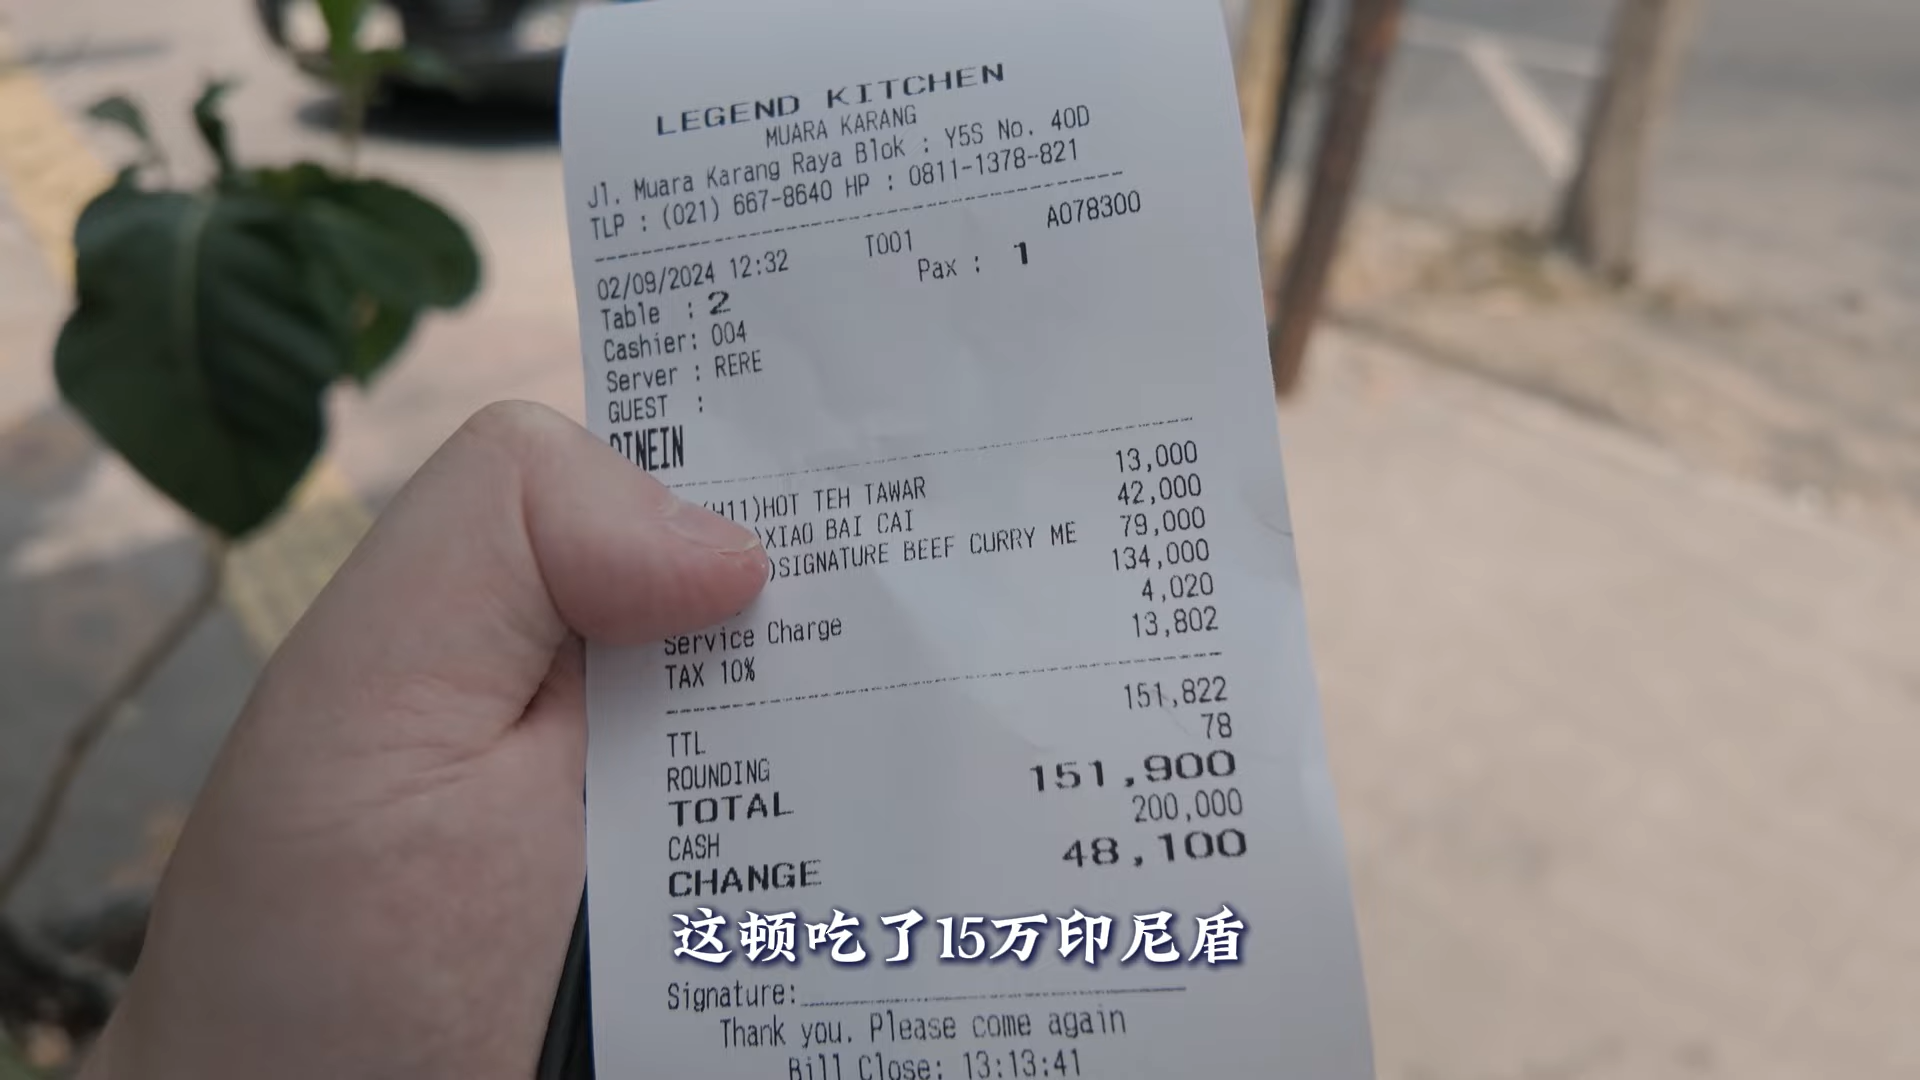 LEGEND KITCHEN
MUARA KARANG
Jl. Muara Karang Raya Blok : Y5S No. 40D
TLP : (021) 667-8640 HP : 0811-1378-821
A078300
02/09/2024 12:32 T001
Table : 2 Pax : 1
Cashier: 004
Server : RERE
GUEST :
DINEIN
(H11)HOT TEH TAWAR 13,000
)XIAO BAI CAI 42,000
)SIGNATURE BEEF CURRY ME 79,000
134,000
Service Charge 4,020
TAX 10% 13,802
TTL 151,822
ROUNDING 78
TOTAL 151,900
CASH 200,000
CHANGE 48,100
这顿吃了15万印尼盾
Signature:
Thank you. Please come again
Bill Close: 13:13:41